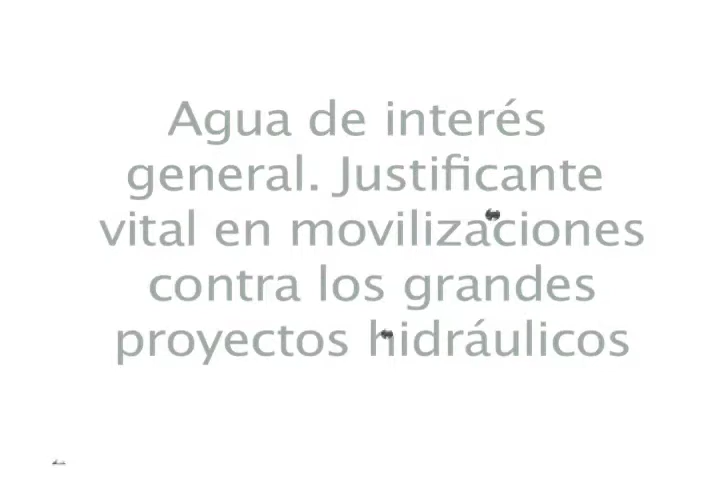 Agua de interés
general. Justificante
vital en movilizaciones
contra los grandes
proyectos hidráulicos